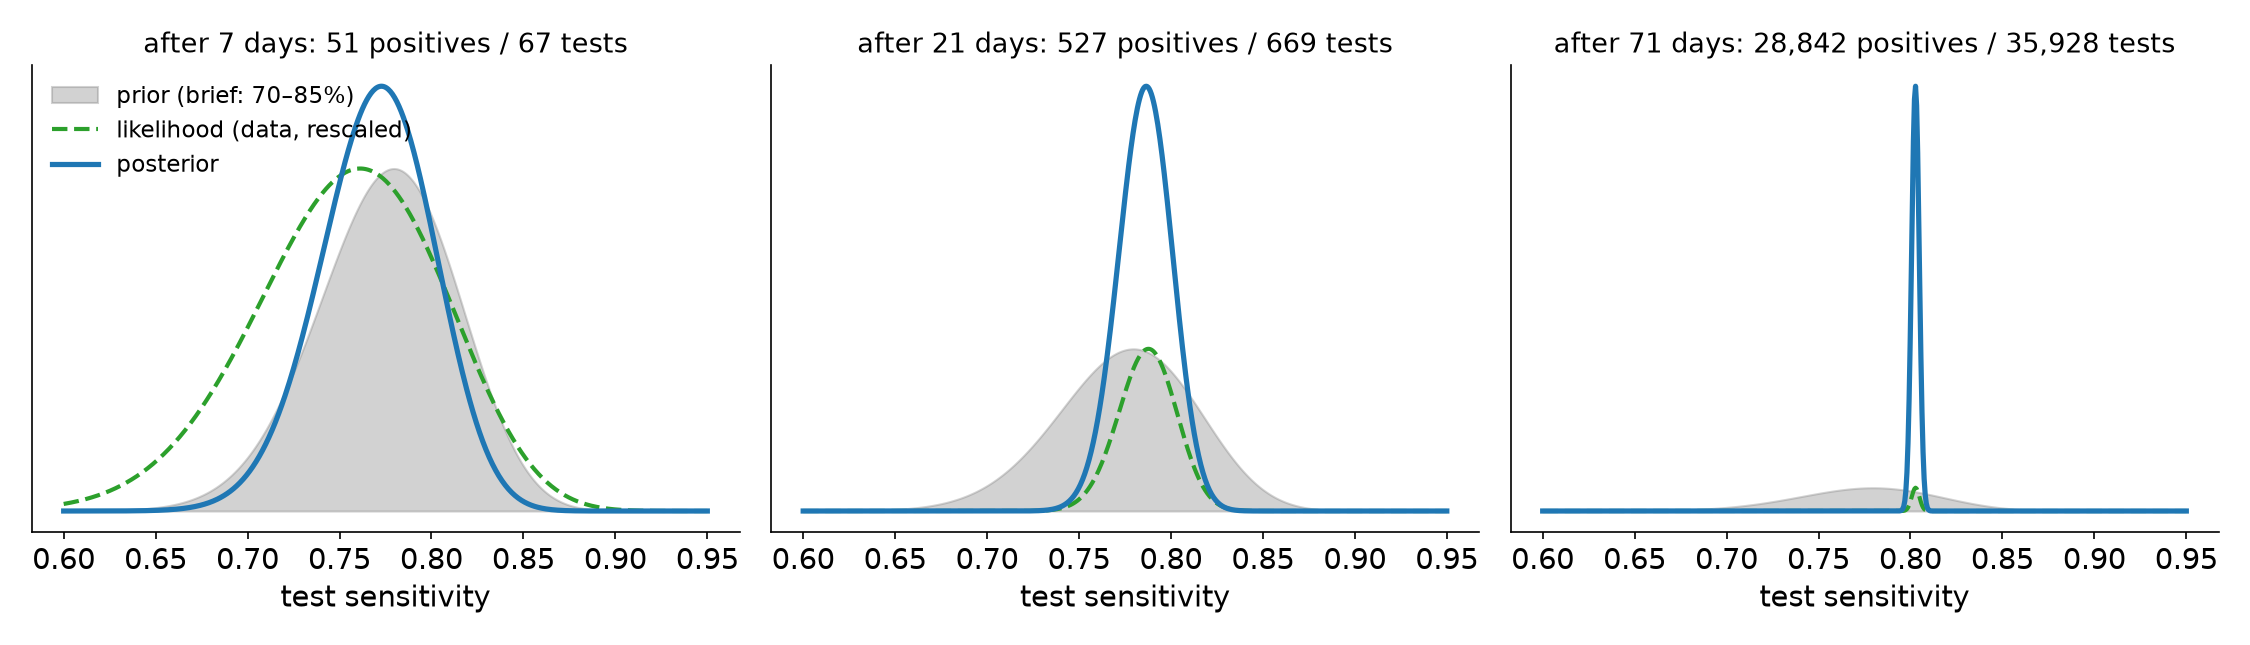 after 7 days: 51 positives / 67 tests
prior (brief: 70–85%)
likelihood (data, rescaled)
posterior
0.60 0.65 0.70 0.75 0.80 0.85 0.90 0.95
test sensitivity
after 21 days: 527 positives / 669 tests
0.60 0.65 0.70 0.75 0.80 0.85 0.90 0.95
test sensitivity
after 71 days: 28,842 positives / 35,928 tests
0.60 0.65 0.70 0.75 0.80 0.85 0.90 0.95
test sensitivity